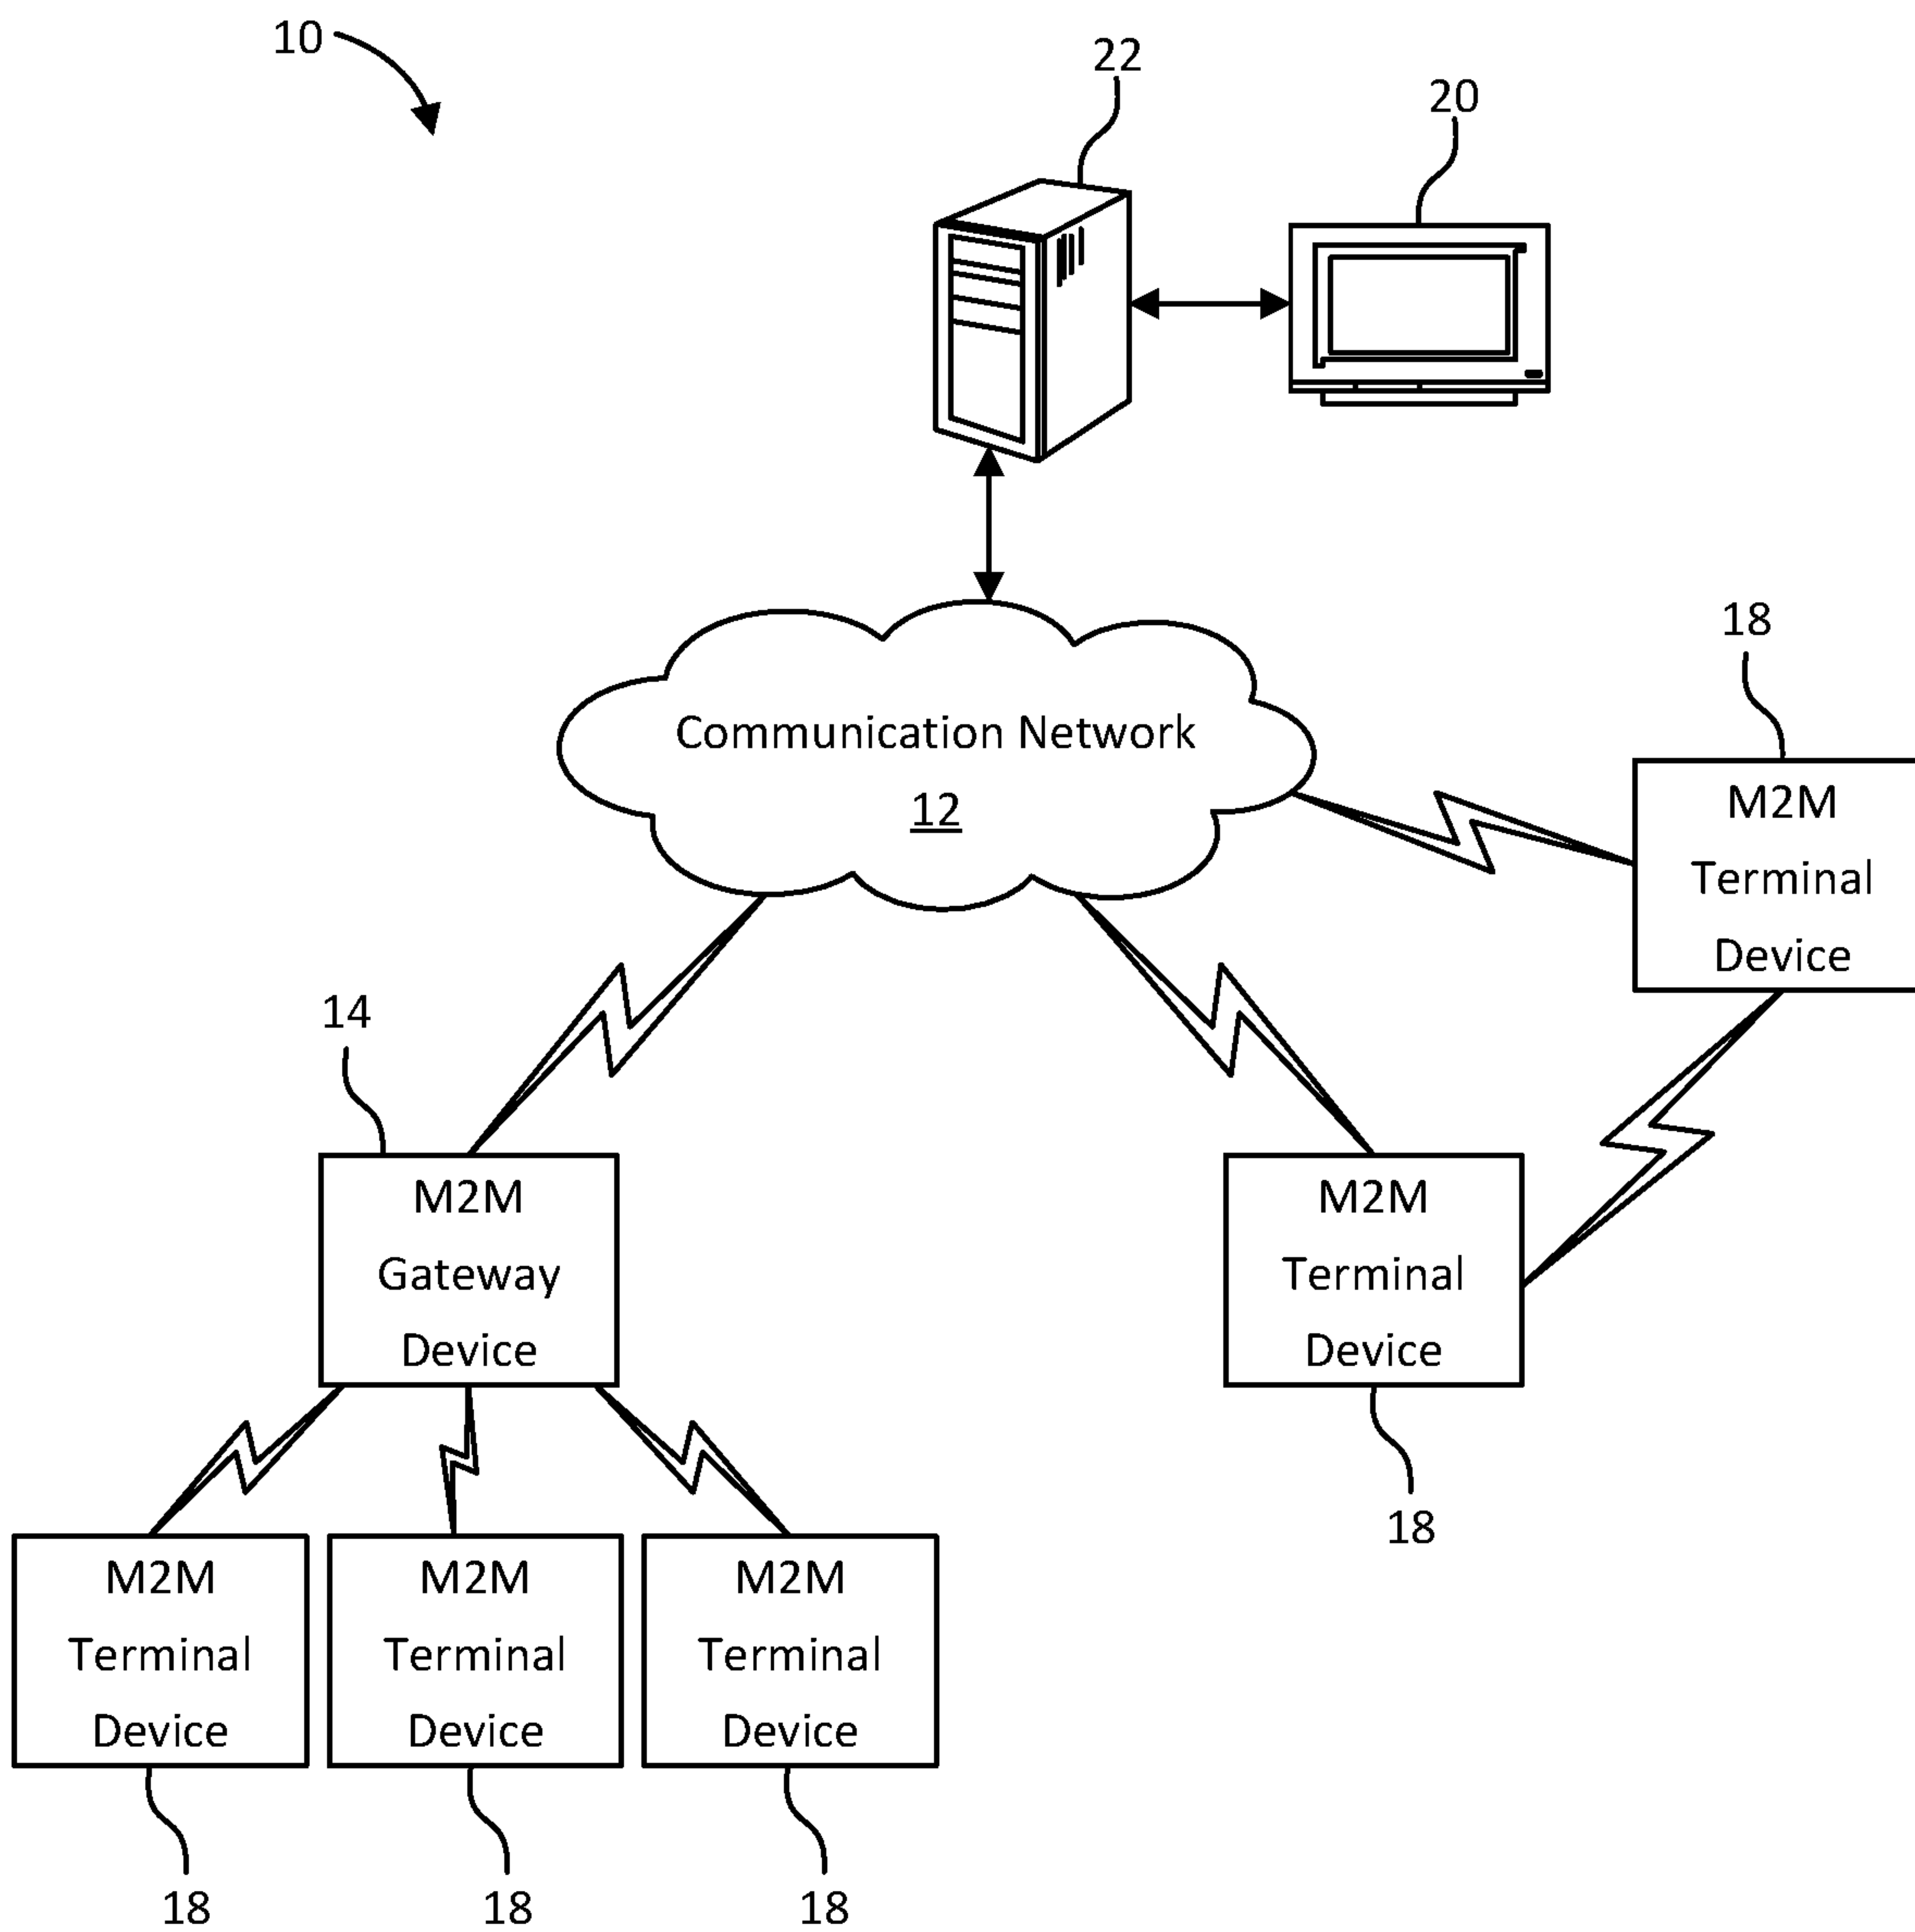 10
22
20
Communication Network
12
18
M2M
Terminal
Device
14
M2M
Gateway
Device
M2M
Terminal
Device
18
M2M
Terminal
Device
18
M2M
Terminal
Device
18
M2M
Terminal
Device
18